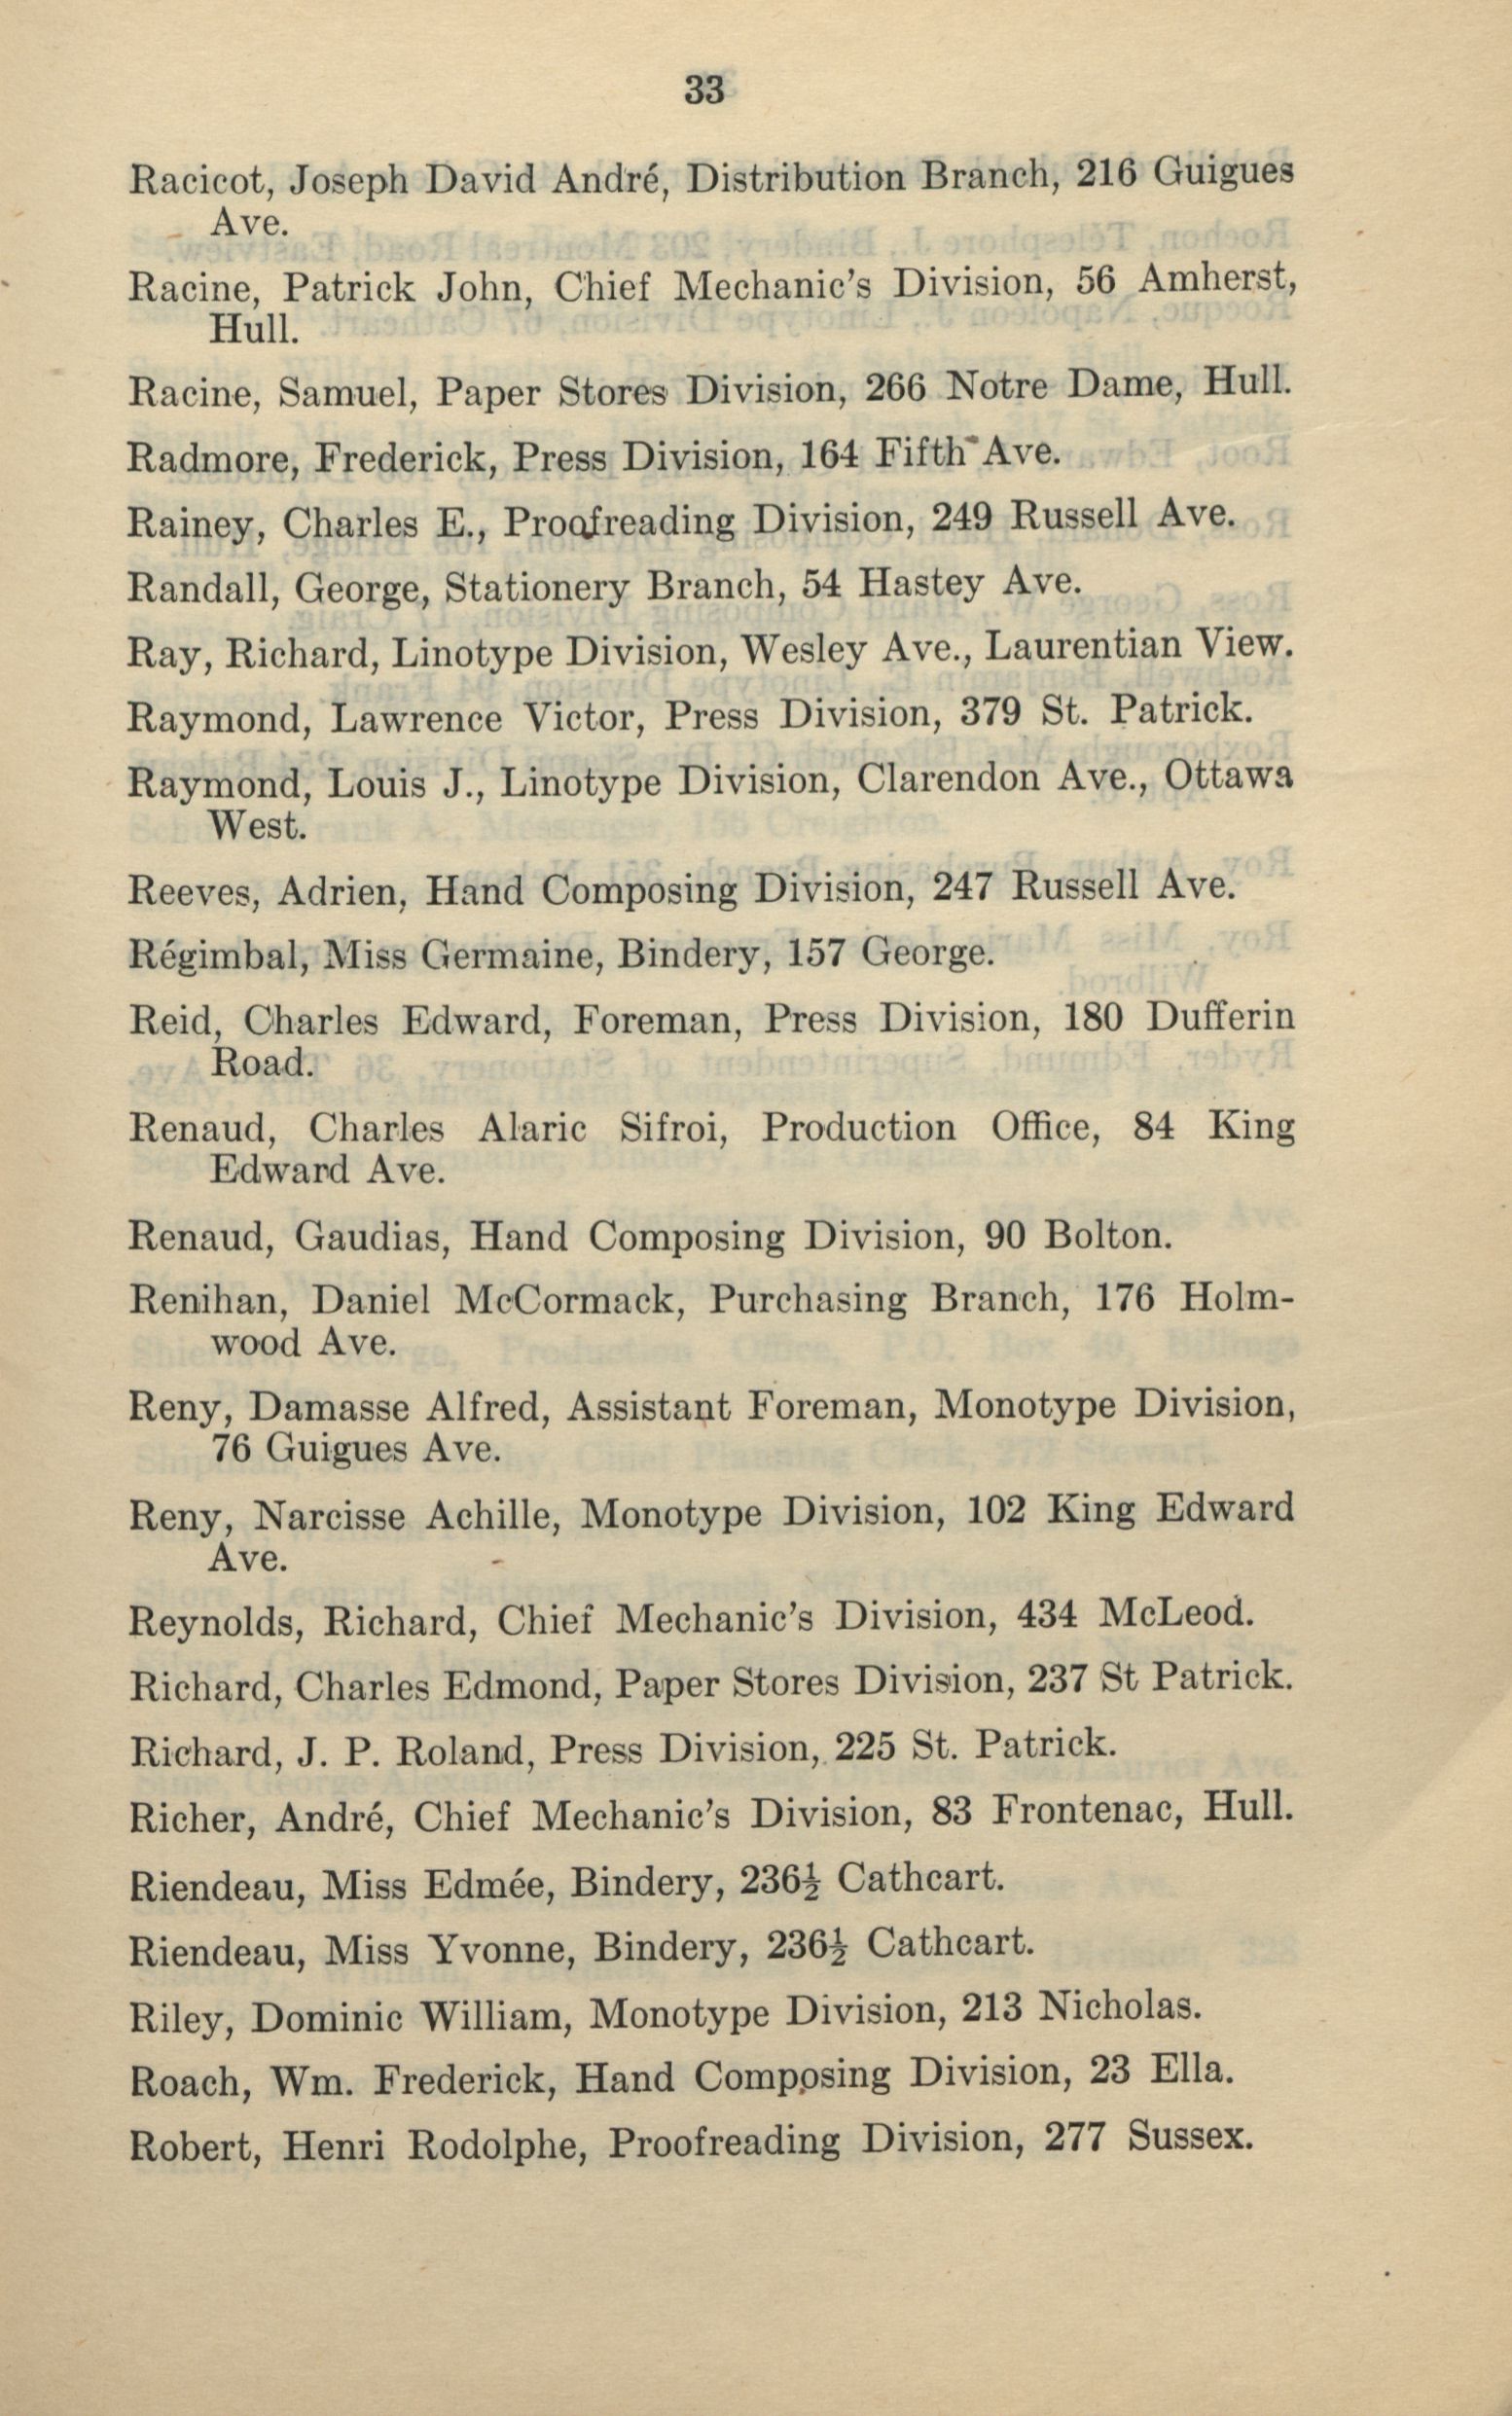 33
Racicot, Joseph David André, Distribution Branch, 216 Guigues
Ave.
Racine, Patrick John, Chief Mechanic's Division, 56 Amherst,
Hull.
Racine, Samuel, Paper Stores Division, 266 Notre Dame, Hull.
Radmore, Frederick, Press Division, 164 Fifth Ave.
Rainey, Charles E., Proofreading Division, 249 Russell Ave.
Randall, George, Stationery Branch, 54 Hastey Ave.
Ray, Richard, Linotype Division, Wesley Ave., Laurentian View.
Raymond, Lawrence Victor, Press Division, 379 St. Patrick.
Raymond, Louis J., Linotype Division, Clarendon Ave., Ottawa
West.
Reeves, Adrien, Hand Composing Division, 247 Russell Ave.
Régimbal, Miss Germaine, Bindery, 157 George.
Reid, Charles Edward, Foreman, Press Division, 180 Dufferin
Road.
Renaud, Charles Alaric Sifroi, Production Office, 84 King
Edward Ave.
Renaud, Gaudias, Hand Composing Division, 90 Bolton.
Renihan, Daniel McCormack, Purchasing Branch, 176 Holm-
wood Ave.
Reny, Damasse Alfred, Assistant Foreman, Monotype Division,
76 Guigues Ave.
Reny, Narcisse Achille, Monotype Division, 102 King Edward
Ave.
Reynolds, Richard, Chief Mechanic's Division, 434 McLeod.
Richard, Charles Edmond, Paper Stores Division, 237 St Patrick.
Richard, J. P. Roland, Press Division, 225 St. Patrick.
Richer, André, Chief Mechanic's Division, 83 Frontenac, Hull.
Riendeau, Miss Edmée, Bindery, 236½ Cathcart.
Riendeau, Miss Yvonne, Bindery, 236½ Cathcart.
Riley, Dominic William, Monotype Division, 213 Nicholas.
Roach, Wm. Frederick, Hand Composing Division, 23 Ella.
Robert, Henri Rodolphe, Proofreading Division, 277 Sussex.